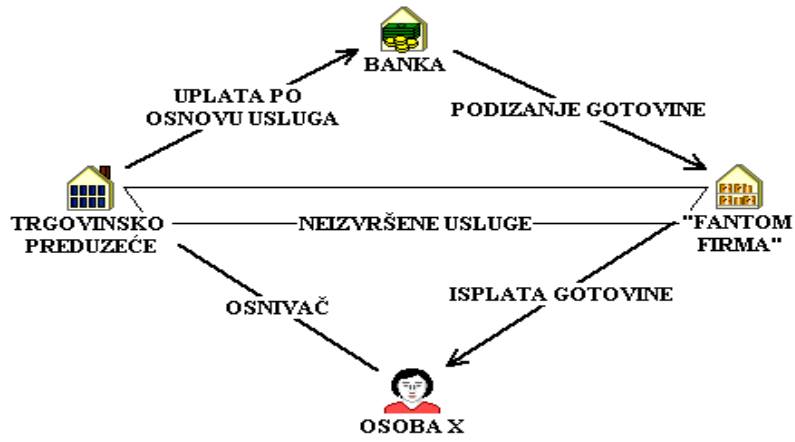 BANKA
UPLATA PO
OSNOVU USLUGA
PODIZANJE GOTOVINE
TRGOVINSKO
PREDUZEĆE
NEIZVRŠENE USLUGE
"FANTOM
FIRMA"
OSNIVAČ
ISPLATA GOTOVINE
OSOBA X